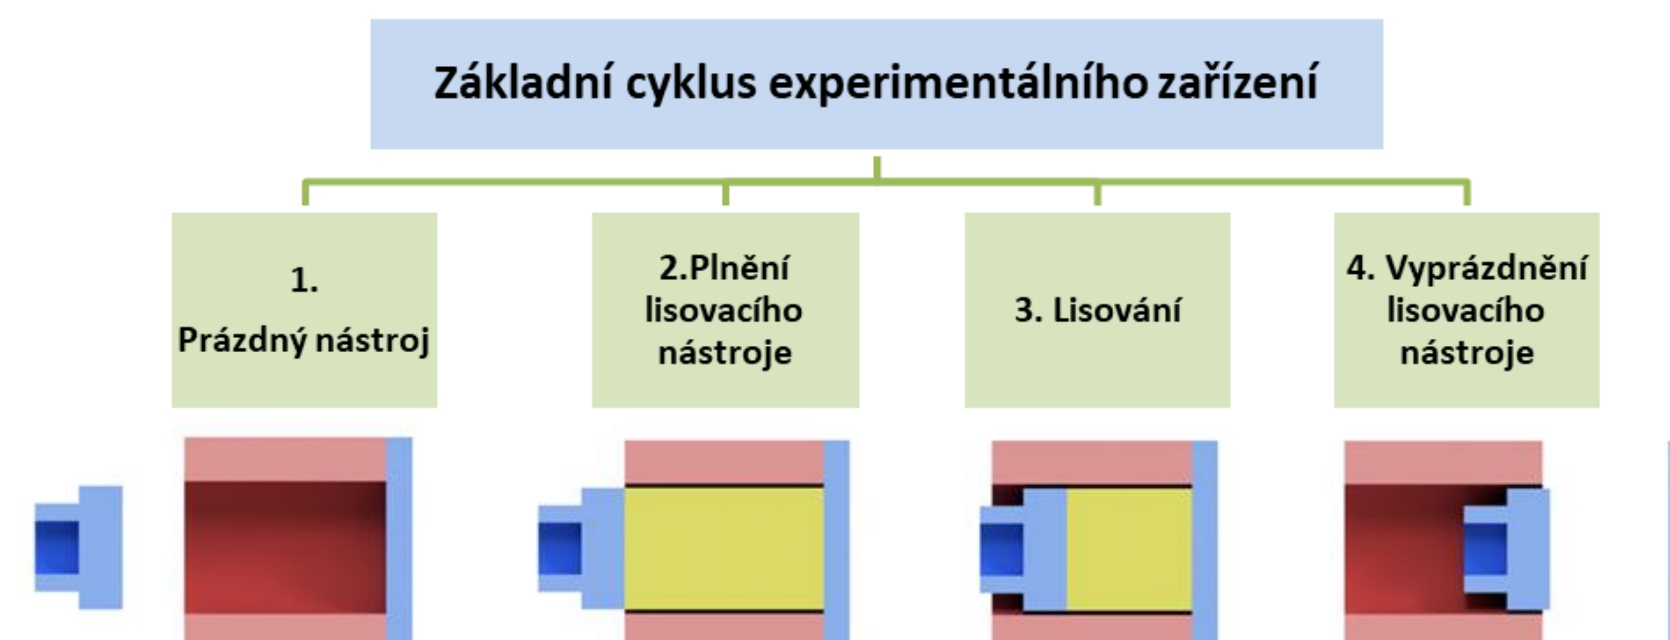 Základní cyklus experimentálního zařízení
1.
Prázdný nástroj
2.Plnění
lisovacího
nástroje
3. Lisování
4. Vyprázdnění
lisovacího
nástroje